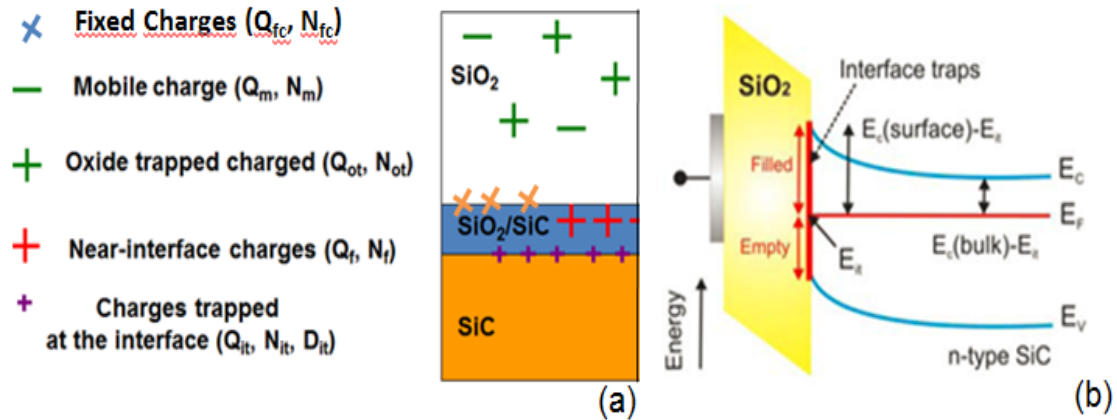 Fixed Charges (Qfc, Nfc)
Mobile charge (Qm, Nm)
Oxide trapped charged (Qot, Not)
Near-interface charges (Qf, Nf)
Charges trapped
at the interface (Qit, Nit, Dit)
SiO2
SiO2/SiC
SiC
(a)
SiO2
Interface traps
Ec(surface)-Eit
Filled
EC
EF
Empty
Eit
Ec(bulk)-Eit
Energy
EV
n-type SiC
(b)